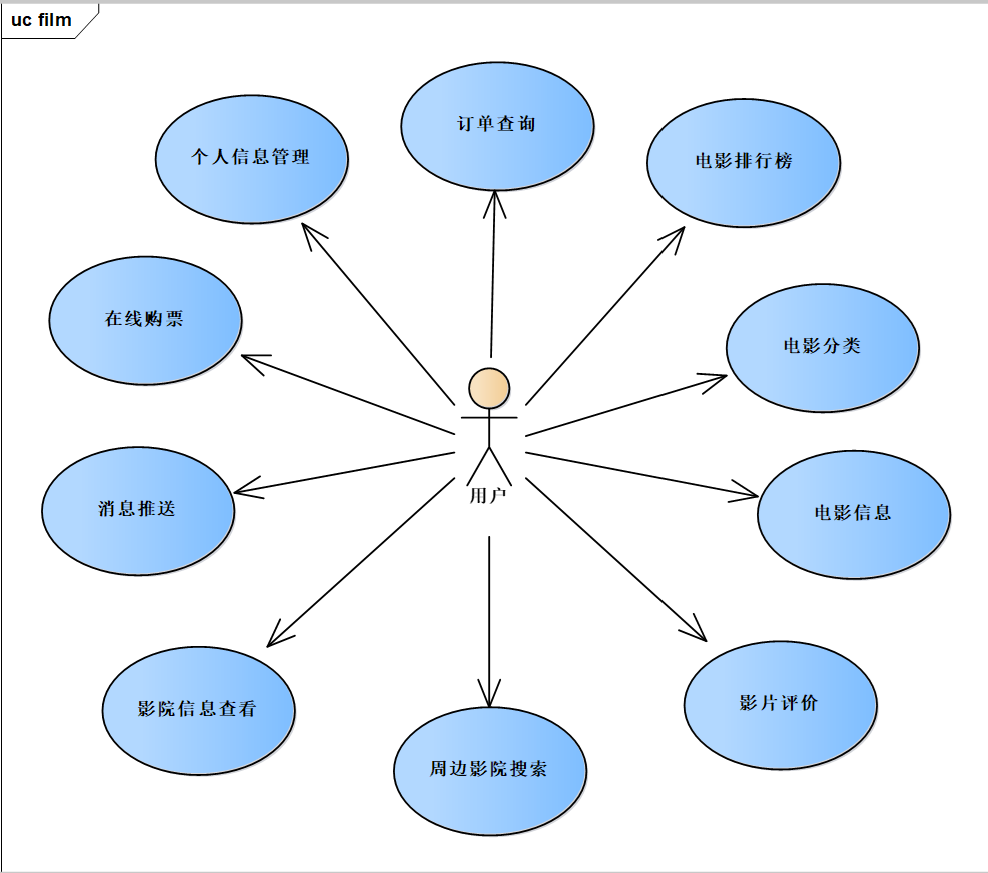 uc film
订单查询
个人信息管理
电影排行榜
在线购票
电影分类
消息推送
用户
电影信息
影院信息查看
影片评价
周边影院搜索